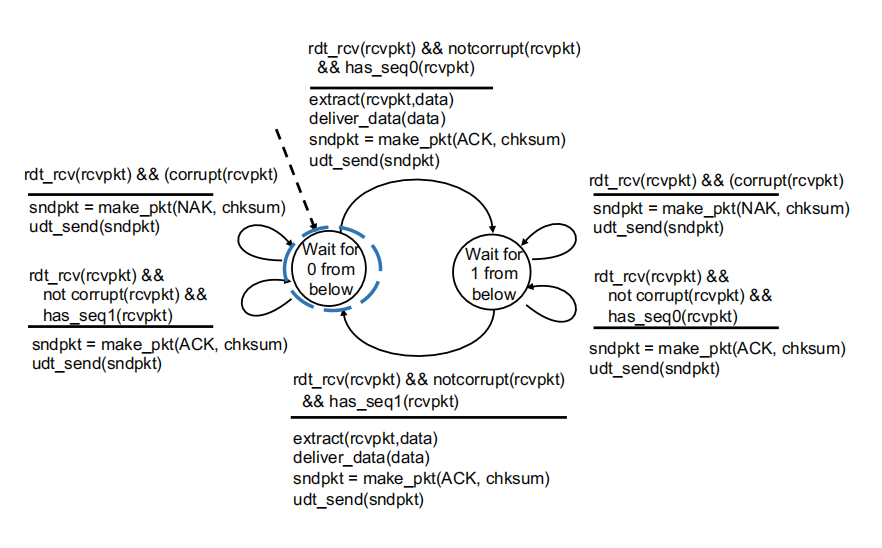 rdt_rcv(rcvpkt) && notcorrupt(rcvpkt)
&& has_seq0(rcvpkt)
extract(rcvpkt,data)
deliver_data(data)
sndpkt = make_pkt(ACK, chksum)
udt_send(sndpkt)
rdt_rcv(rcvpkt) && (corrupt(rcvpkt)
sndpkt = make_pkt(NAK, chksum)
udt_send(sndpkt)
rdt_rcv(rcvpkt) &&
not corrupt(rcvpkt) &&
has_seq1(rcvpkt)
sndpkt = make_pkt(ACK, chksum)
udt_send(sndpkt)
Wait for
0 from
below
Wait for
1 from
below
rdt_rcv(rcvpkt) && (corrupt(rcvpkt)
sndpkt = make_pkt(NAK, chksum)
udt_send(sndpkt)
rdt_rcv(rcvpkt) &&
not corrupt(rcvpkt) &&
has_seq0(rcvpkt)
sndpkt = make_pkt(ACK, chksum)
udt_send(sndpkt)
rdt_rcv(rcvpkt) && notcorrupt(rcvpkt)
&& has_seq1(rcvpkt)
extract(rcvpkt,data)
deliver_data(data)
sndpkt = make_pkt(ACK, chksum)
udt_send(sndpkt)